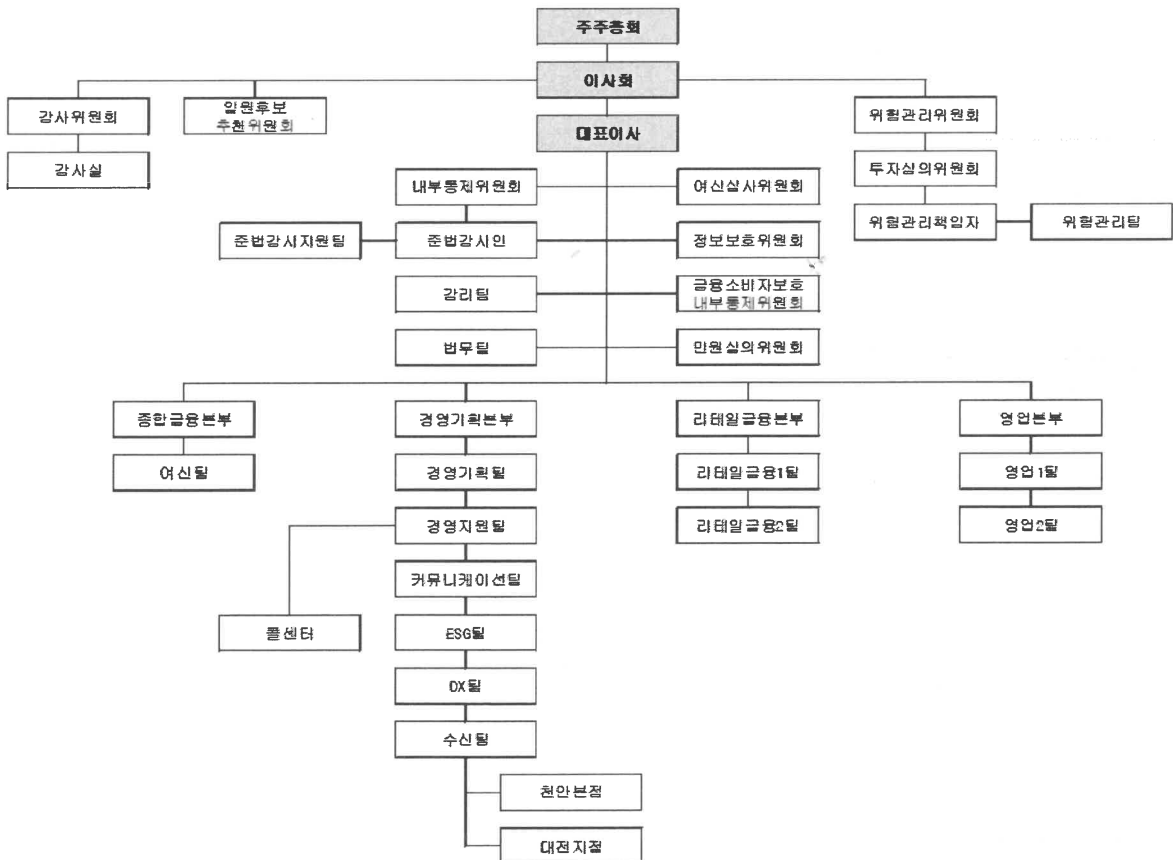 주주총회
이사회
감사위원회
임원후보
추천위원회
위험관리위원회
대표이사
감사실
투자심의위원회
내부통제위원회
여신심사위원회
위험관리책임자
위험관리팀
준법감시지원팀
준법감시인
정보보호위원회
감리팀
금융소비자보호
내부통제위원회
법무팀
민원심의위원회
종합금융본부
경영기획본부
리테일금융본부
영업본부
여신팀
경영기획팀
리테일금융1팀
영업1팀
경영지원팀
리테일금융2팀
영업2팀
커뮤니케이션팀
콜센터
ESG팀
DX팀
수신팀
천안본점
대전지점